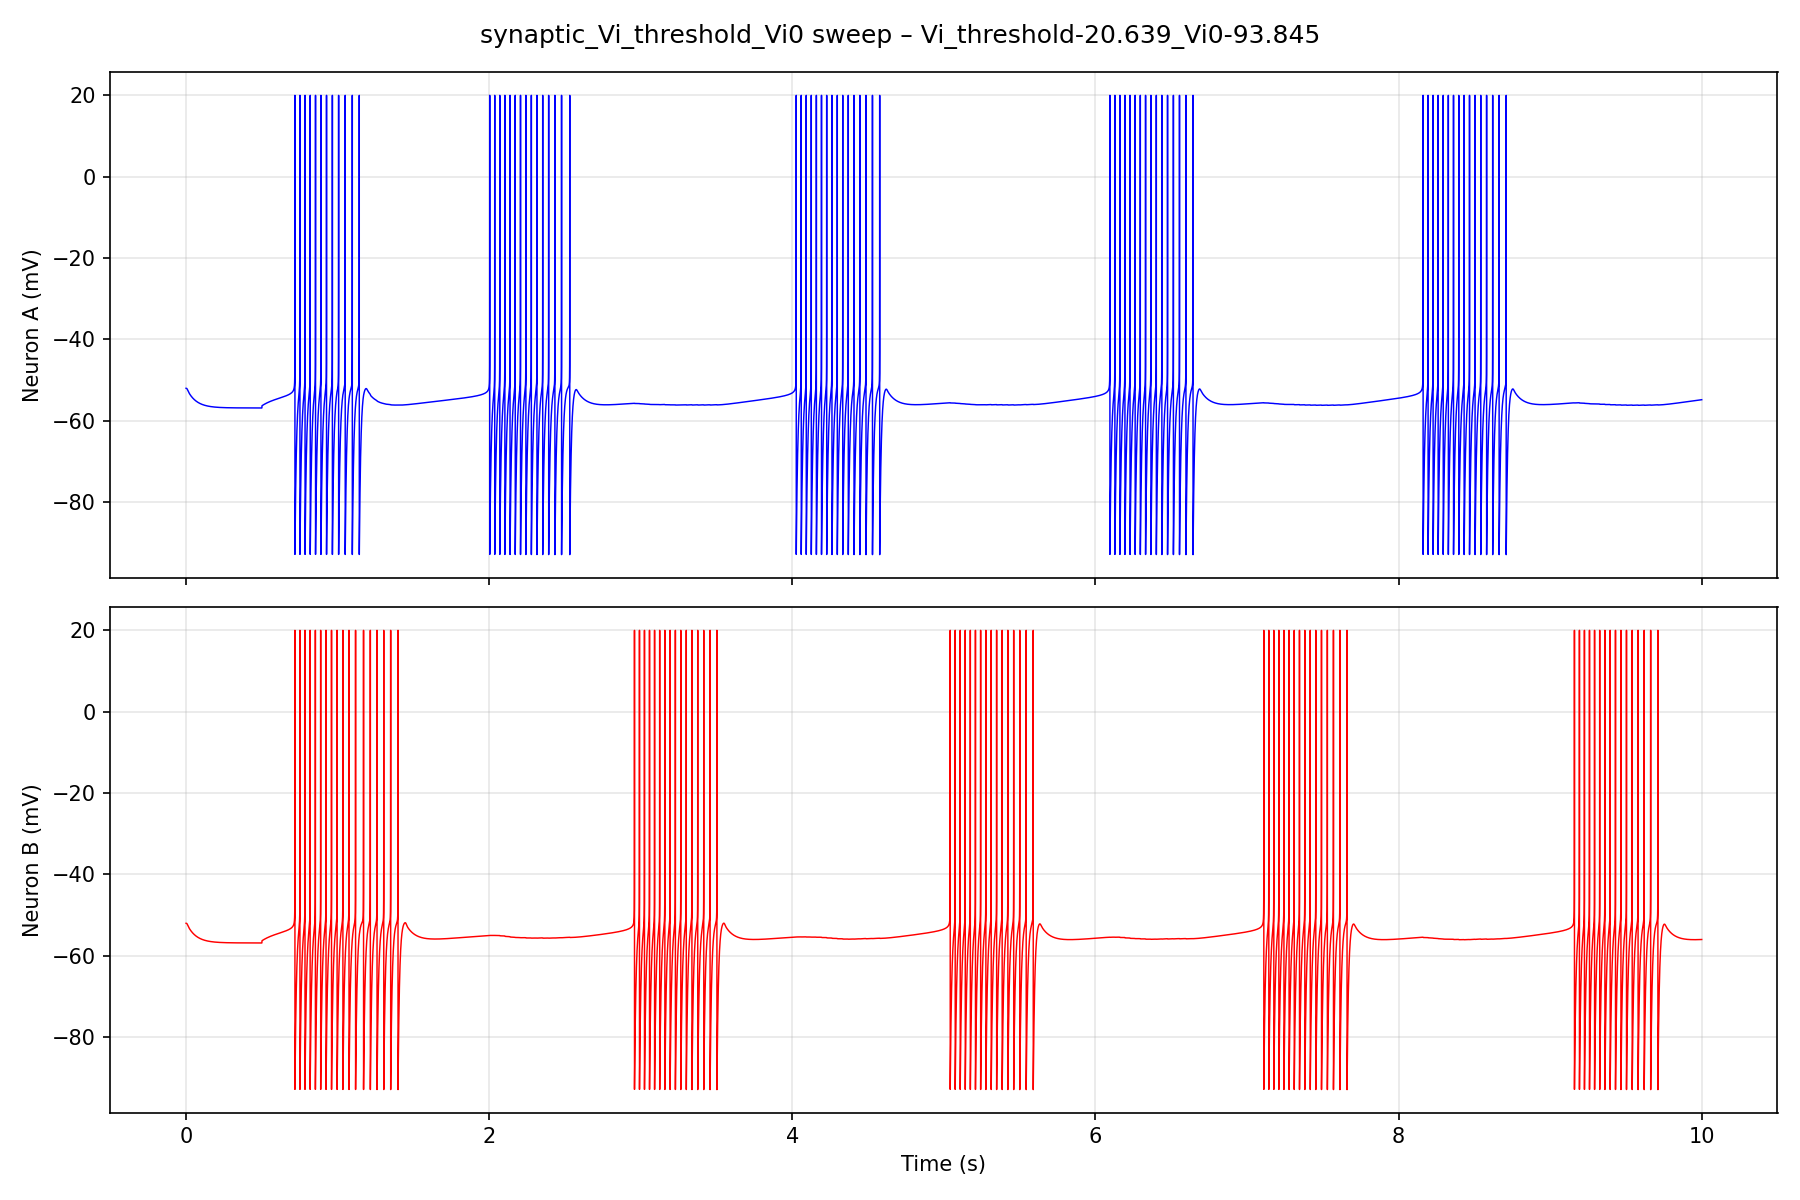 synaptic_Vi_threshold_Vi0 sweep – Vi_threshold-20.639_Vi0-93.845
20
0
−20
−40
−60
−80
Neuron A (mV)
20
0
−20
−40
−60
−80
Neuron B (mV)
0 2 4 6 8 10
Time (s)